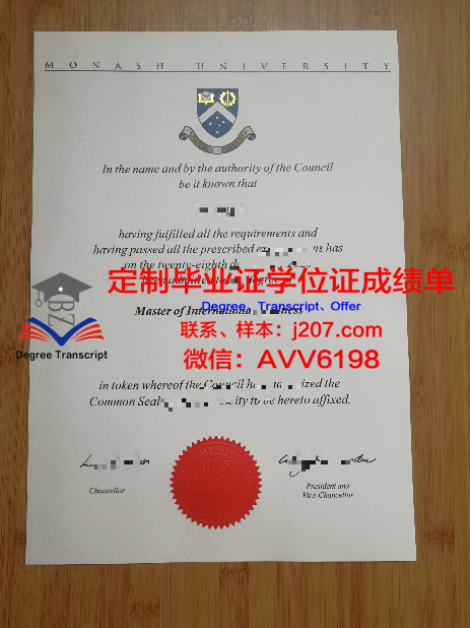 MONASH UNIVERSITY
In the name and by the authority of the Council
be it known that
having fulfilled all the requirements and
having passed all the prescribed has
on the twenty-eighth
定制毕业证学位证成绩单
Degree、Transcript、Offer
Master of International
联系、样本：j207.com
BZ
Degree Transcript
微信：AVV6198
in token whereof the Council the
Common Seal to be hereto affixed.
Chancellor
President and
Vice-Chancellor